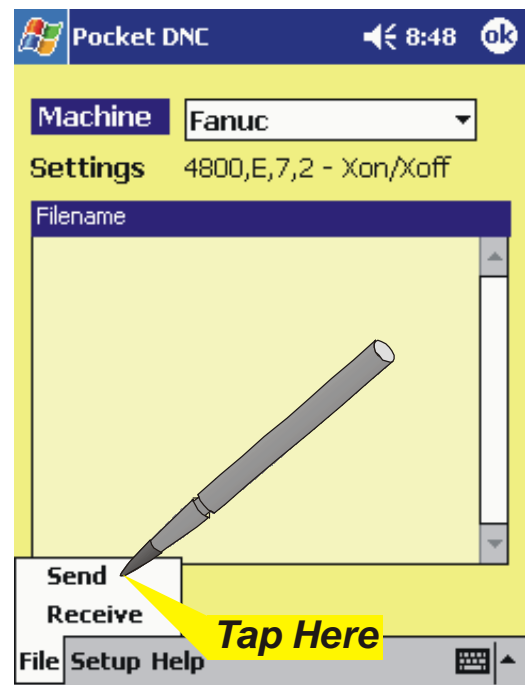 Pocket DNC 8:48 ok
Machine Fanuc
Settings 4800,E,7,2 - Xon/Xoff
Filename
Send
Receive
Tap Here
File Setup Help